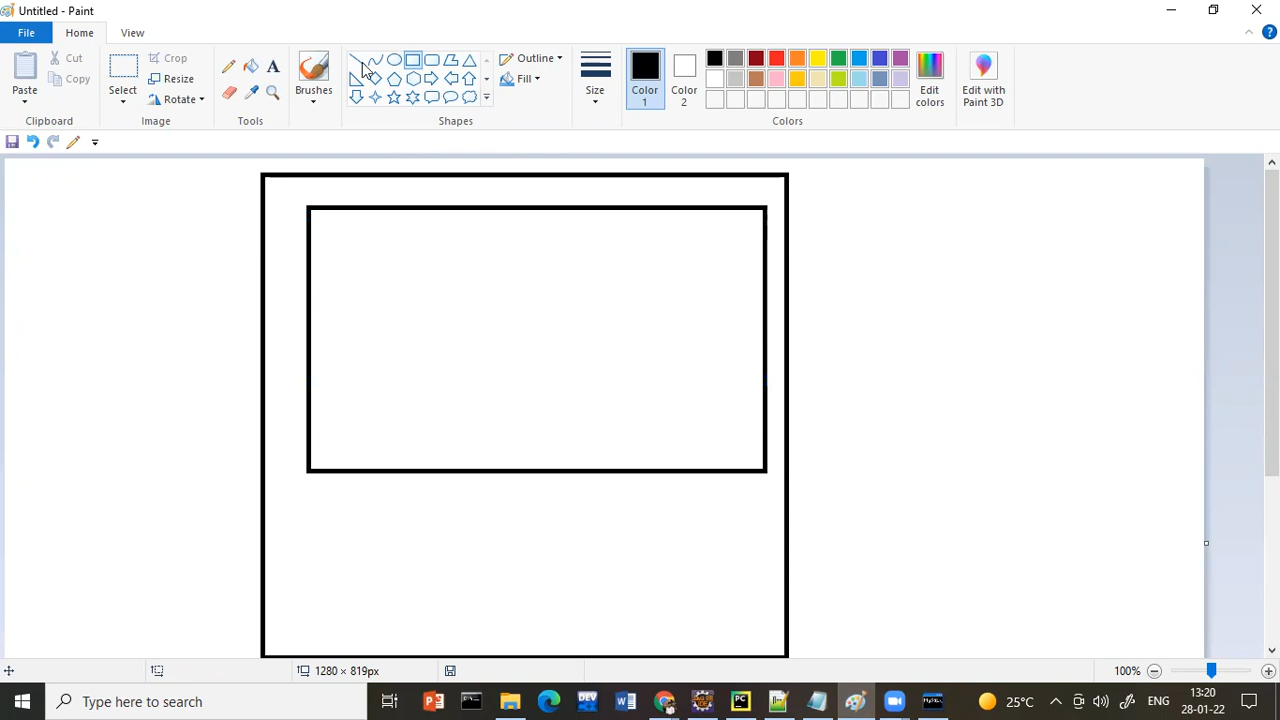 Untitled - Paint
File Home View
Paste
Cut
Copy
Clipboard
Select
Crop
Resize
Rotate
Image
A
Tools
Brushes
Shapes
Outline
Fill
Size
Color 1
Color 2
Edit colors
Colors
Edit with Paint 3D
1280 × 819px
100%
Type here to search
DEV
PC
25°C
ENG
13:20
28-01-22